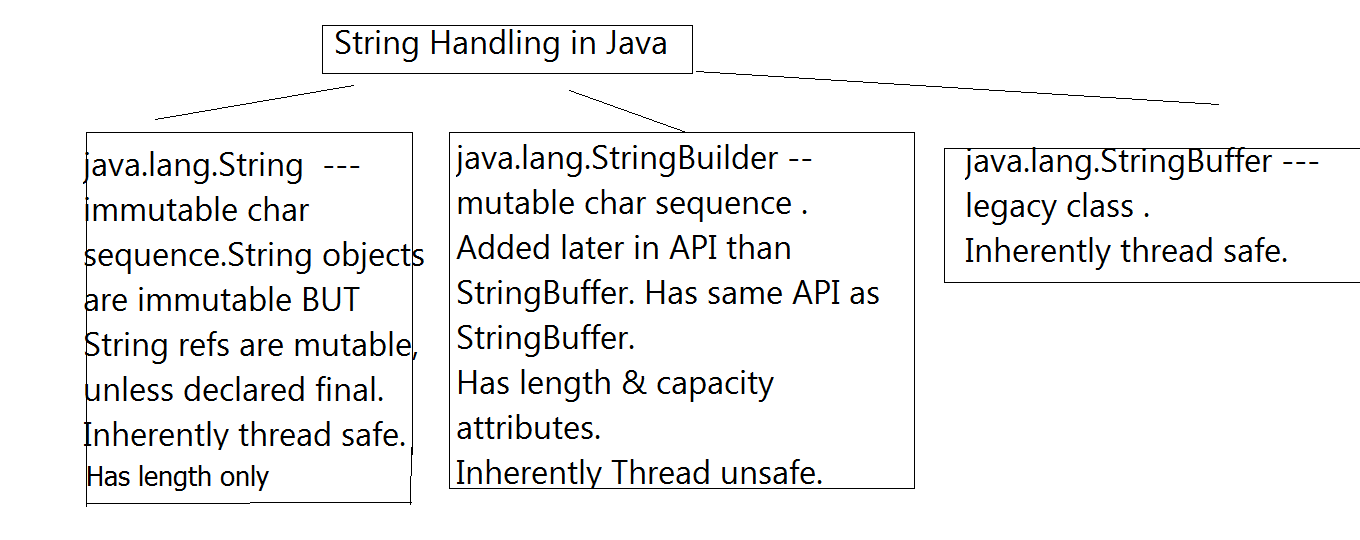 String Handling in Java
java.lang.String  ---
immutable char
sequence.String objects
are immutable BUT
String refs are mutable,
unless declared final.
Inherently thread safe.
Has length only
java.lang.StringBuilder --
mutable char sequence .
Added later in API than
StringBuffer. Has same API as
StringBuffer.
Has length & capacity
attributes.
Inherently Thread unsafe.
java.lang.StringBuffer ---
legacy class .
Inherently thread safe.